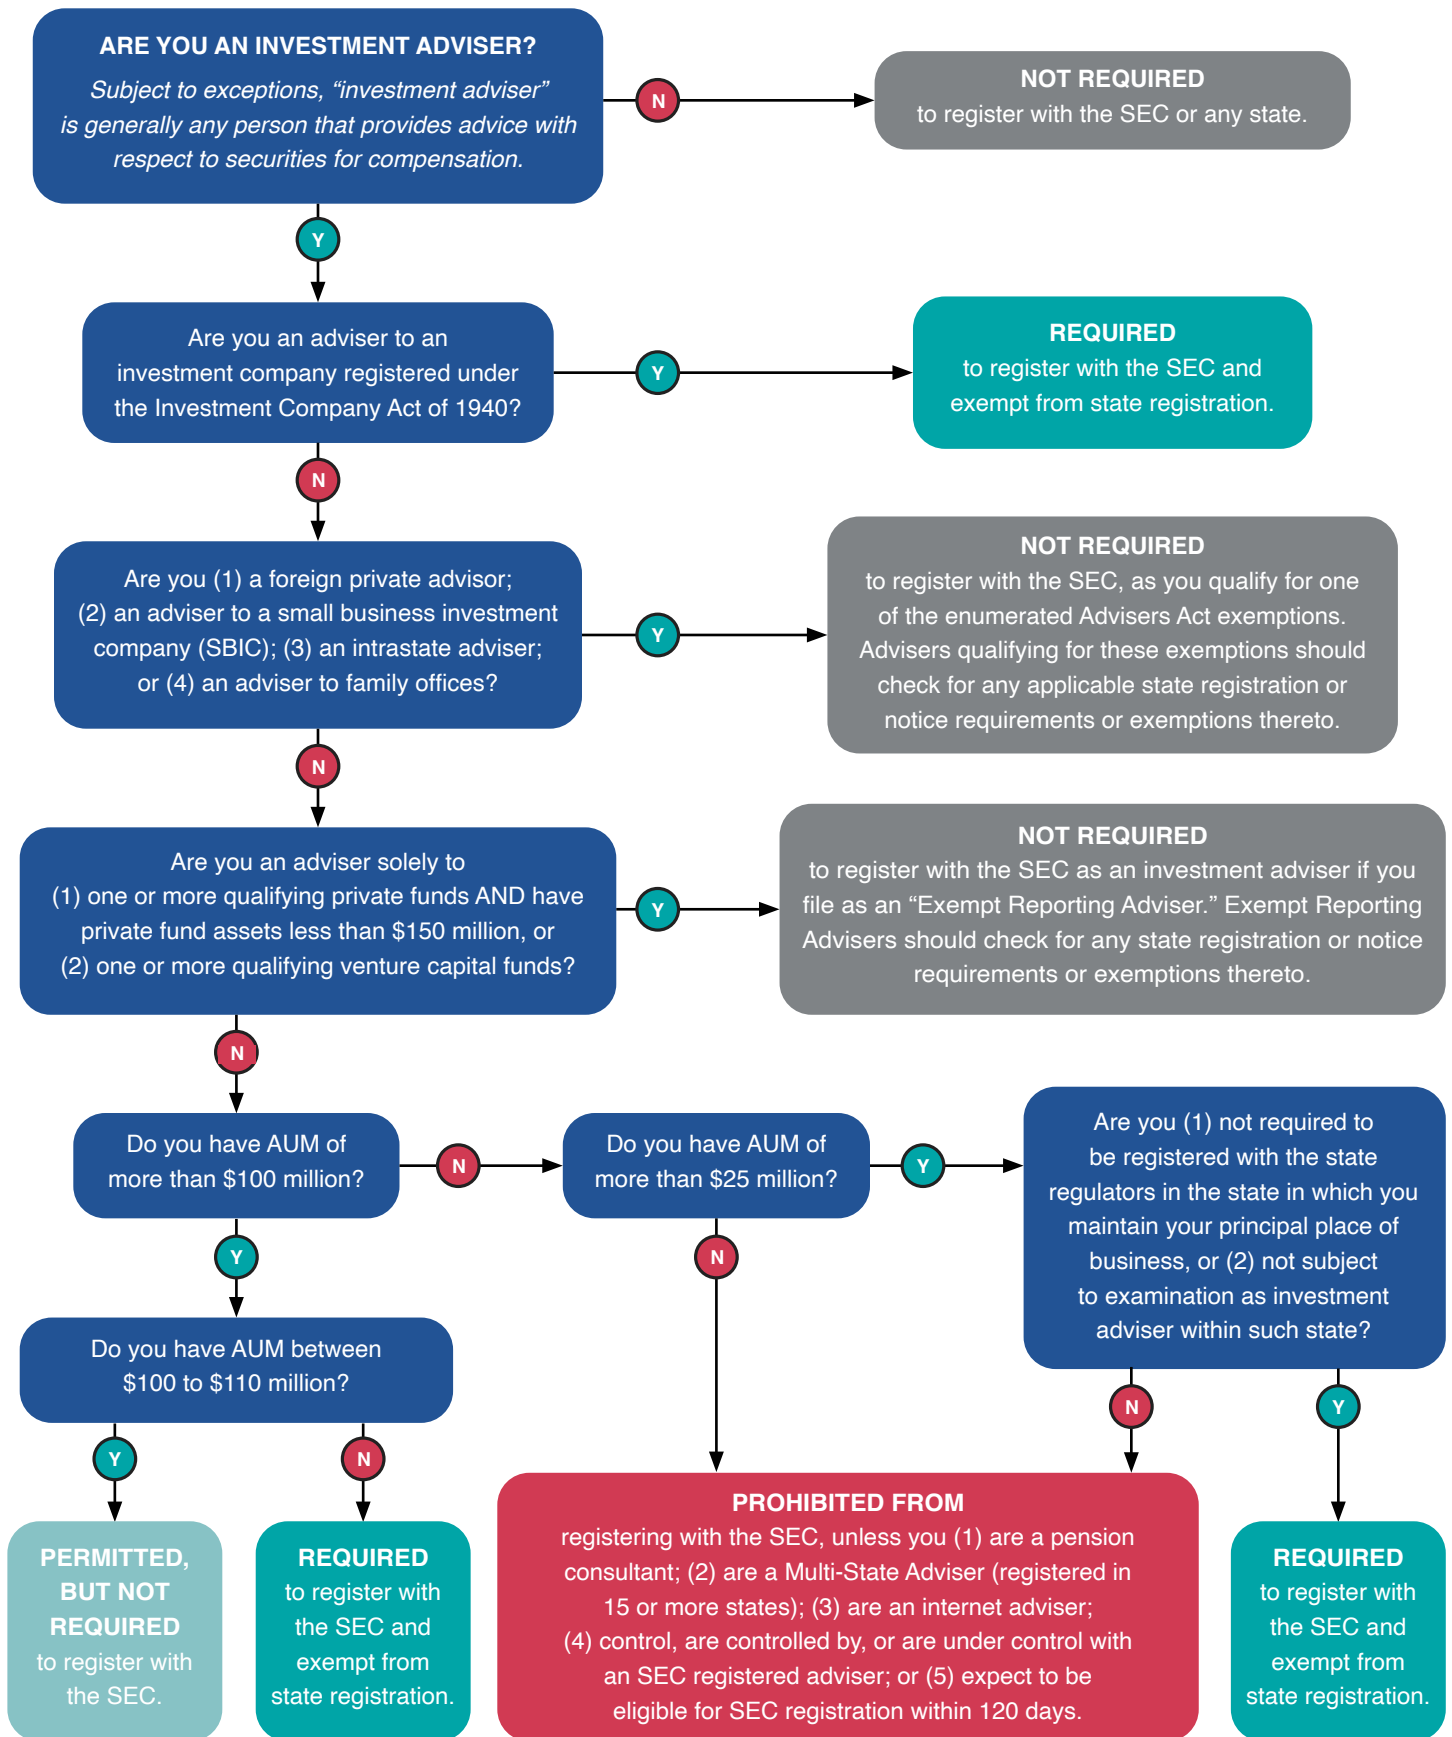 ARE YOU AN INVESTMENT ADVISER?
Subject to exceptions, “investment adviser”
is generally any person that provides advice with
respect to securities for compensation.
N
NOT REQUIRED
to register with the SEC or any state.
Y
Are you an adviser to an
investment company registered under
the Investment Company Act of 1940?
Y
REQUIRED
to register with the SEC and
exempt from state registration.
N
Are you (1) a foreign private advisor;
(2) an adviser to a small business investment
company (SBIC); (3) an intrastate adviser;
or (4) an adviser to family offices?
Y
NOT REQUIRED
to register with the SEC, as you qualify for one
of the enumerated Advisers Act exemptions.
Advisers qualifying for these exemptions should
check for any applicable state registration or
notice requirements or exemptions thereto.
N
Are you an adviser solely to
(1) one or more qualifying private funds AND have
private fund assets less than $150 million, or
(2) one or more qualifying venture capital funds?
Y
NOT REQUIRED
to register with the SEC as an investment adviser if you
file as an “Exempt Reporting Adviser.” Exempt Reporting
Advisers should check for any state registration or notice
requirements or exemptions thereto.
N
Do you have AUM of
more than $100 million?
N
Do you have AUM of
more than $25 million?
Y
Are you (1) not required to
be registered with the state
regulators in the state in which you
maintain your principal place of
business, or (2) not subject
to examination as investment
adviser within such state?
Y
N
Do you have AUM between
$100 to $110 million?
N
Y
Y
N
PERMITTED,
BUT NOT
REQUIRED
to register with
the SEC.
REQUIRED
to register with
the SEC and
exempt from
state registration.
PROHIBITED FROM
registering with the SEC, unless you (1) are a pension
consultant; (2) are a Multi-State Adviser (registered in
15 or more states); (3) are an internet adviser;
(4) control, are controlled by, or are under control with
an SEC registered adviser; or (5) expect to be
eligible for SEC registration within 120 days.
REQUIRED
to register with
the SEC and
exempt from
state registration.